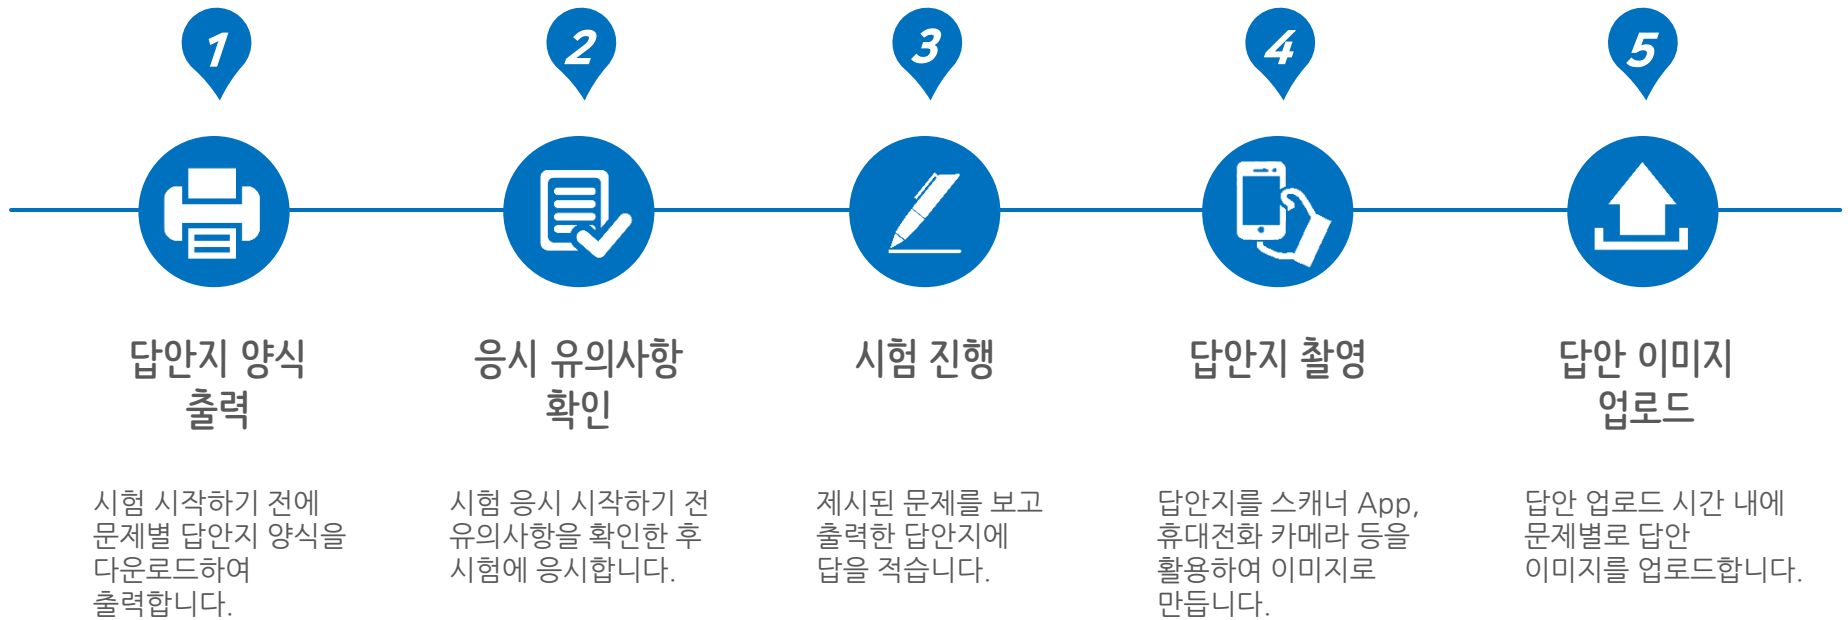 1
답안지 양식
출력
시험 시작하기 전에
문제별 답안지 양식을
다운로드하여
출력합니다.
2
응시 유의사항
확인
시험 응시 시작하기 전
유의사항을 확인한 후
시험에 응시합니다.
3
시험 진행
제시된 문제를 보고
출력한 답안지에
답을 적습니다.
4
답안지 촬영
답안지를 스캐너 App,
휴대전화 카메라 등을
활용하여 이미지로
만듭니다.
5
답안 이미지
업로드
답안 업로드 시간 내에
문제별로 답안
이미지를 업로드합니다.